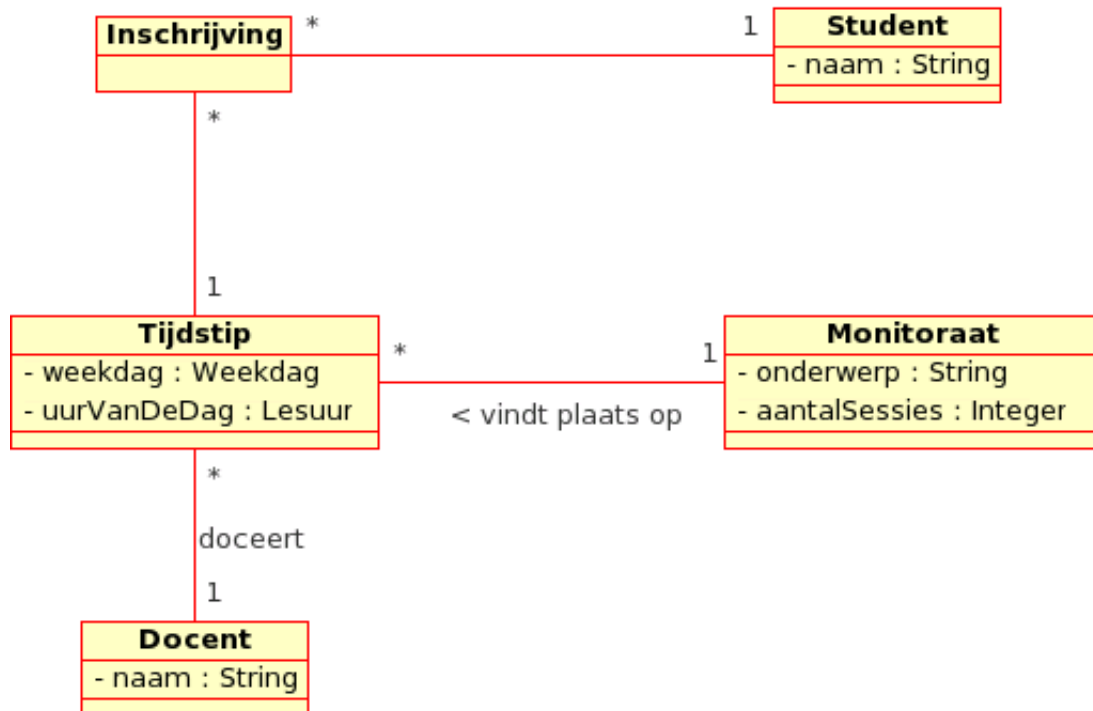 Inschrijving
*
1
Student
- naam : String
*
1
Tijdstip
- weekdag : Weekdag
- uurVanDeDag : Lesuur
*
1
< vindt plaats op
Monitoraat
- onderwerp : String
- aantalSessies : Integer
*
doceert
1
Docent
- naam : String